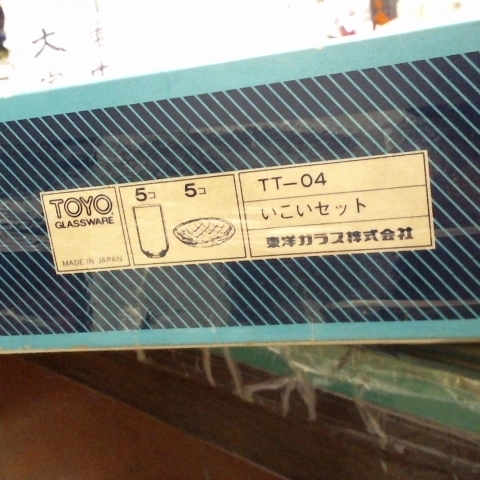 大
TOYO
GLASSWARE
MADE IN JAPAN
5コ 5コ
TT-04
いこいセット
東洋ガラス株式会社